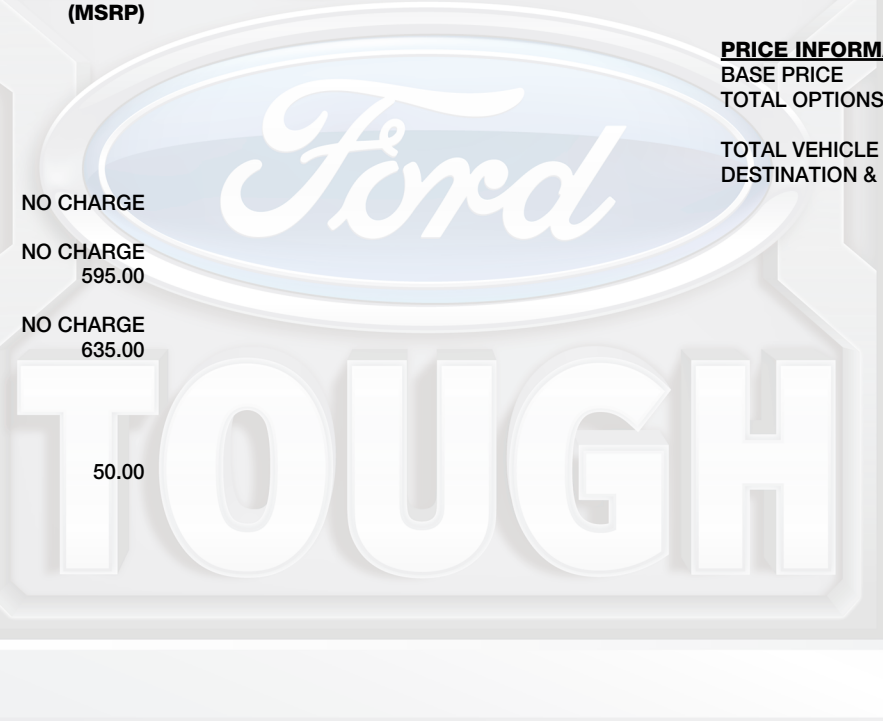 (MSRP)
NO CHARGE
NO CHARGE
595.00
NO CHARGE
635.00
50.00
PRICE INFORMA
BASE PRICE
TOTAL OPTIONS
TOTAL VEHICLE
DESTINATION &
Ford
TOUGH